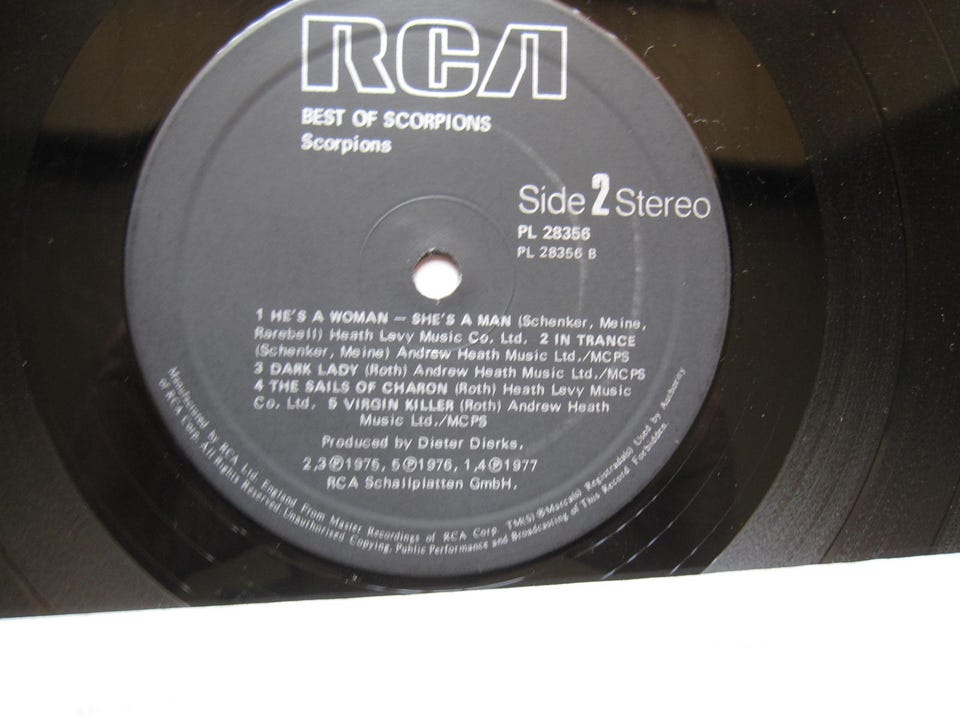 RCA
BEST OF SCORPIONS
Scorpions
Side 2 Stereo
PL 28356
PL 28356 B
1 HE'S A WOMAN — SHE'S A MAN (Schenker, Meine,
Rarebell) Heath Levy Music Co. Ltd. 2 IN TRANCE
(Schenker, Meine) Andrew Heath Music Ltd./MCPS
3 DARK LADY (Roth) Andrew Heath Music Ltd./MCPS
4 THE SAILS OF CHARON (Roth) Heath Levy Music
Co. Ltd. 5 VIRGIN KILLER (Roth) Andrew Heath
Music Ltd./MCPS
Produced by Dieter Dierks.
2,3 Ⓟ 1975, 5 Ⓟ 1976, 1,4 Ⓟ 1977
RCA Schallplatten GmbH.
Manufactured by RCA Ltd. England From Master Recordings of RCA Corp. TM(S) ® Marca(s) Registrada(s) Used by Authority
of RCA Corp. All Rights Reserved Unauthorised Copying, Public Performance and Broadcasting of This Record Forbidden.